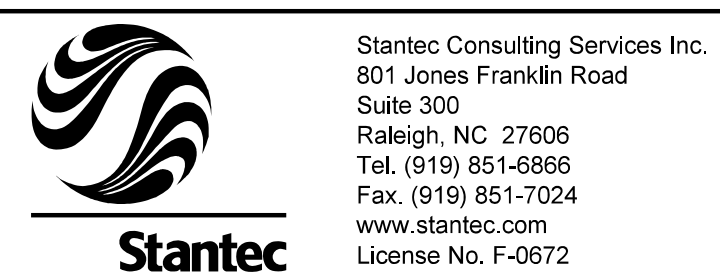 Stantec
Stantec Consulting Services Inc.
801 Jones Franklin Road
Suite 300
Raleigh, NC 27606
Tel. (919) 851-6866
Fax. (919) 851-7024
www.stantec.com
License No. F-0672